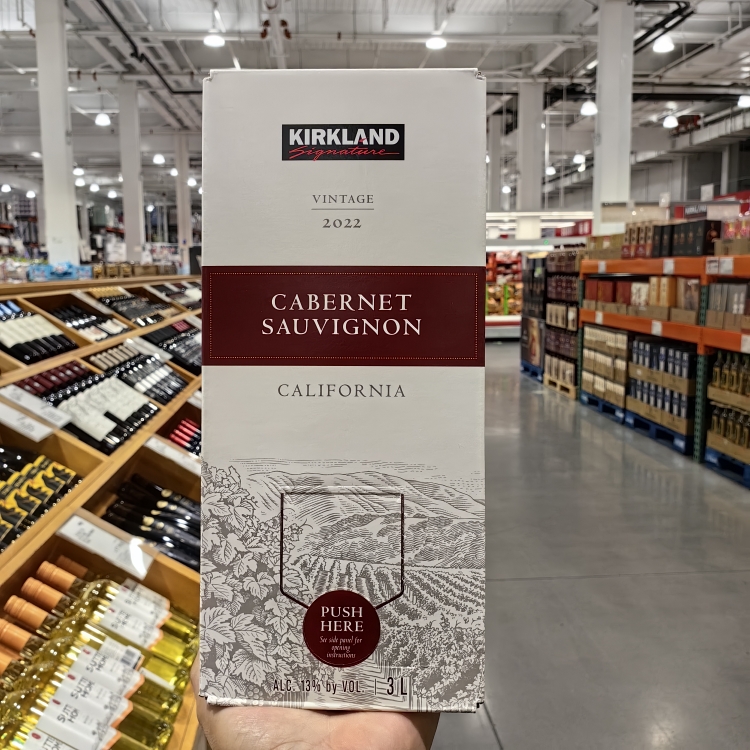 KIRKLAND
Signature
VINTAGE
2022
CABERNET
SAUVIGNON
CALIFORNIA
PUSH
HERE
See side panel for
opening
instructions
ALC. 13% by VOL. | 3 L
KIRKLAND